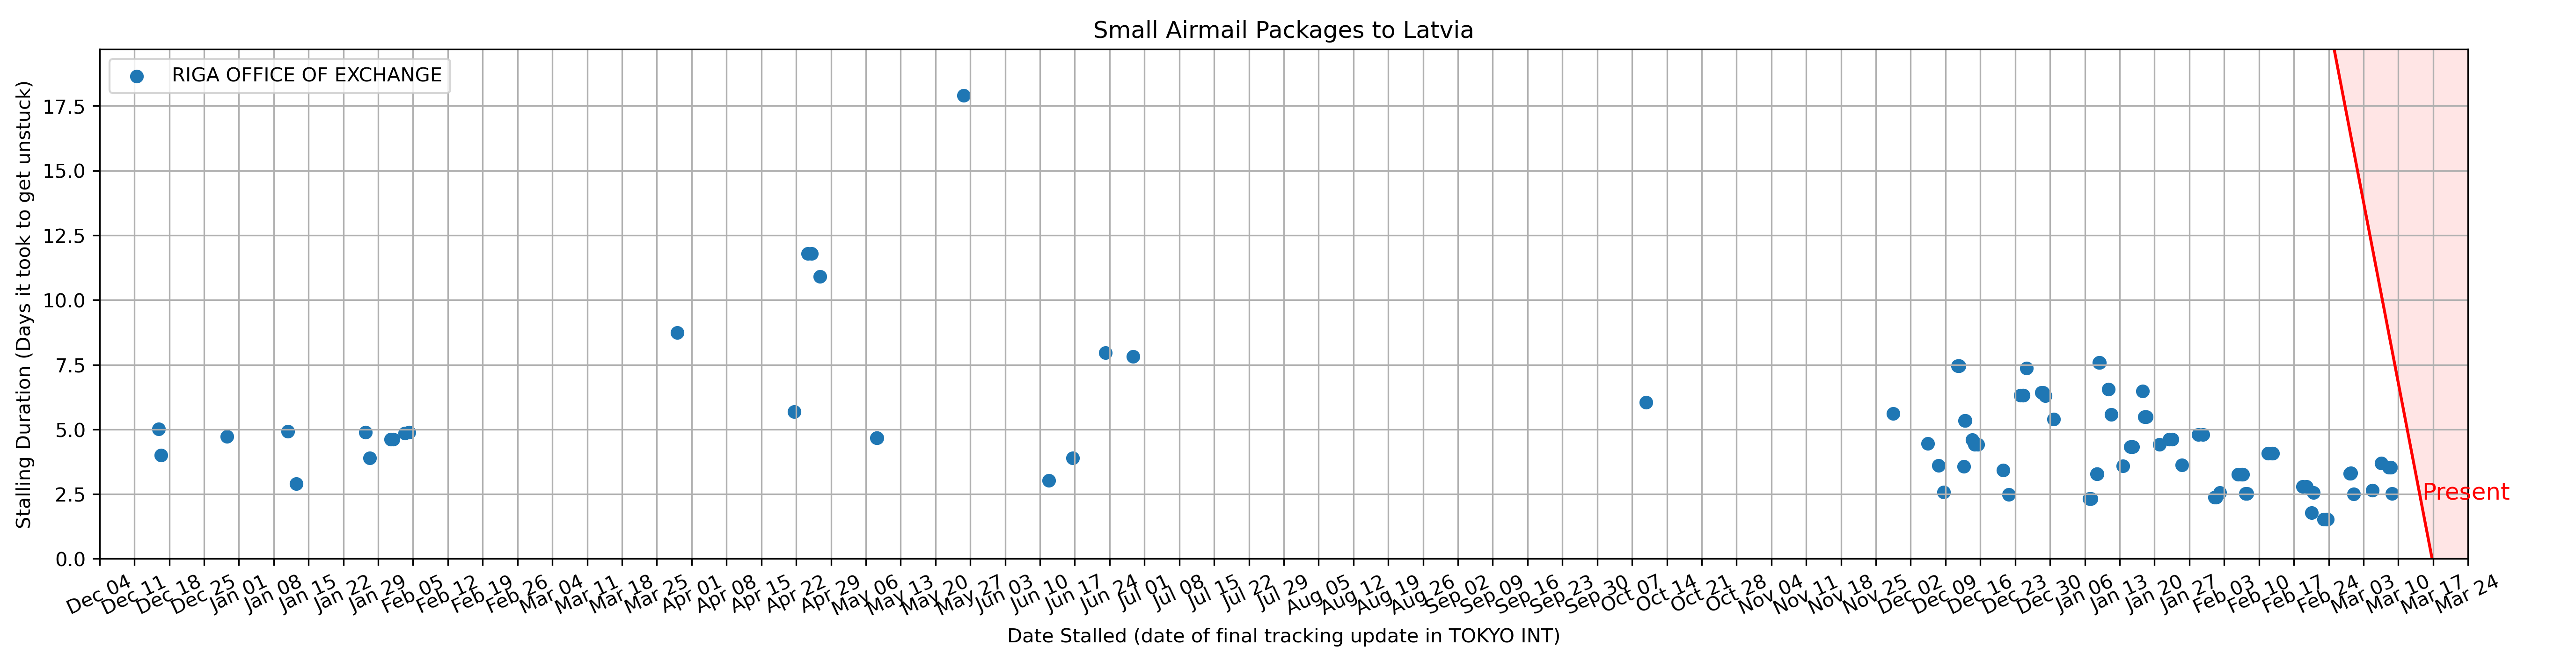 Small Airmail Packages to Latvia
RIGA OFFICE OF EXCHANGE
Stalling Duration (Days it took to get unstuck)
17.5
15.0
12.5
10.0
7.5
5.0
2.5
0.0
Present
Dec 04
Dec 11
Dec 18
Dec 25
Jan 01
Jan 08
Jan 15
Jan 22
Jan 29
Feb 05
Feb 12
Feb 19
Feb 26
Mar 04
Mar 11
Mar 18
Mar 25
Apr 01
Apr 08
Apr 15
Apr 22
Apr 29
May 06
May 13
May 20
May 27
Jun 03
Jun 10
Jun 17
Jun 24
Jul 01
Jul 08
Jul 15
Jul 22
Jul 29
Aug 05
Aug 12
Aug 19
Aug 26
Sep 02
Sep 09
Sep 16
Sep 23
Sep 30
Oct 07
Oct 14
Oct 21
Oct 28
Nov 04
Nov 11
Nov 18
Nov 25
Dec 02
Dec 09
Dec 16
Dec 23
Dec 30
Jan 06
Jan 13
Jan 20
Jan 27
Feb 03
Feb 10
Feb 17
Feb 24
Mar 03
Mar 10
Mar 17
Mar 24
Date Stalled (date of final tracking update in TOKYO INT)